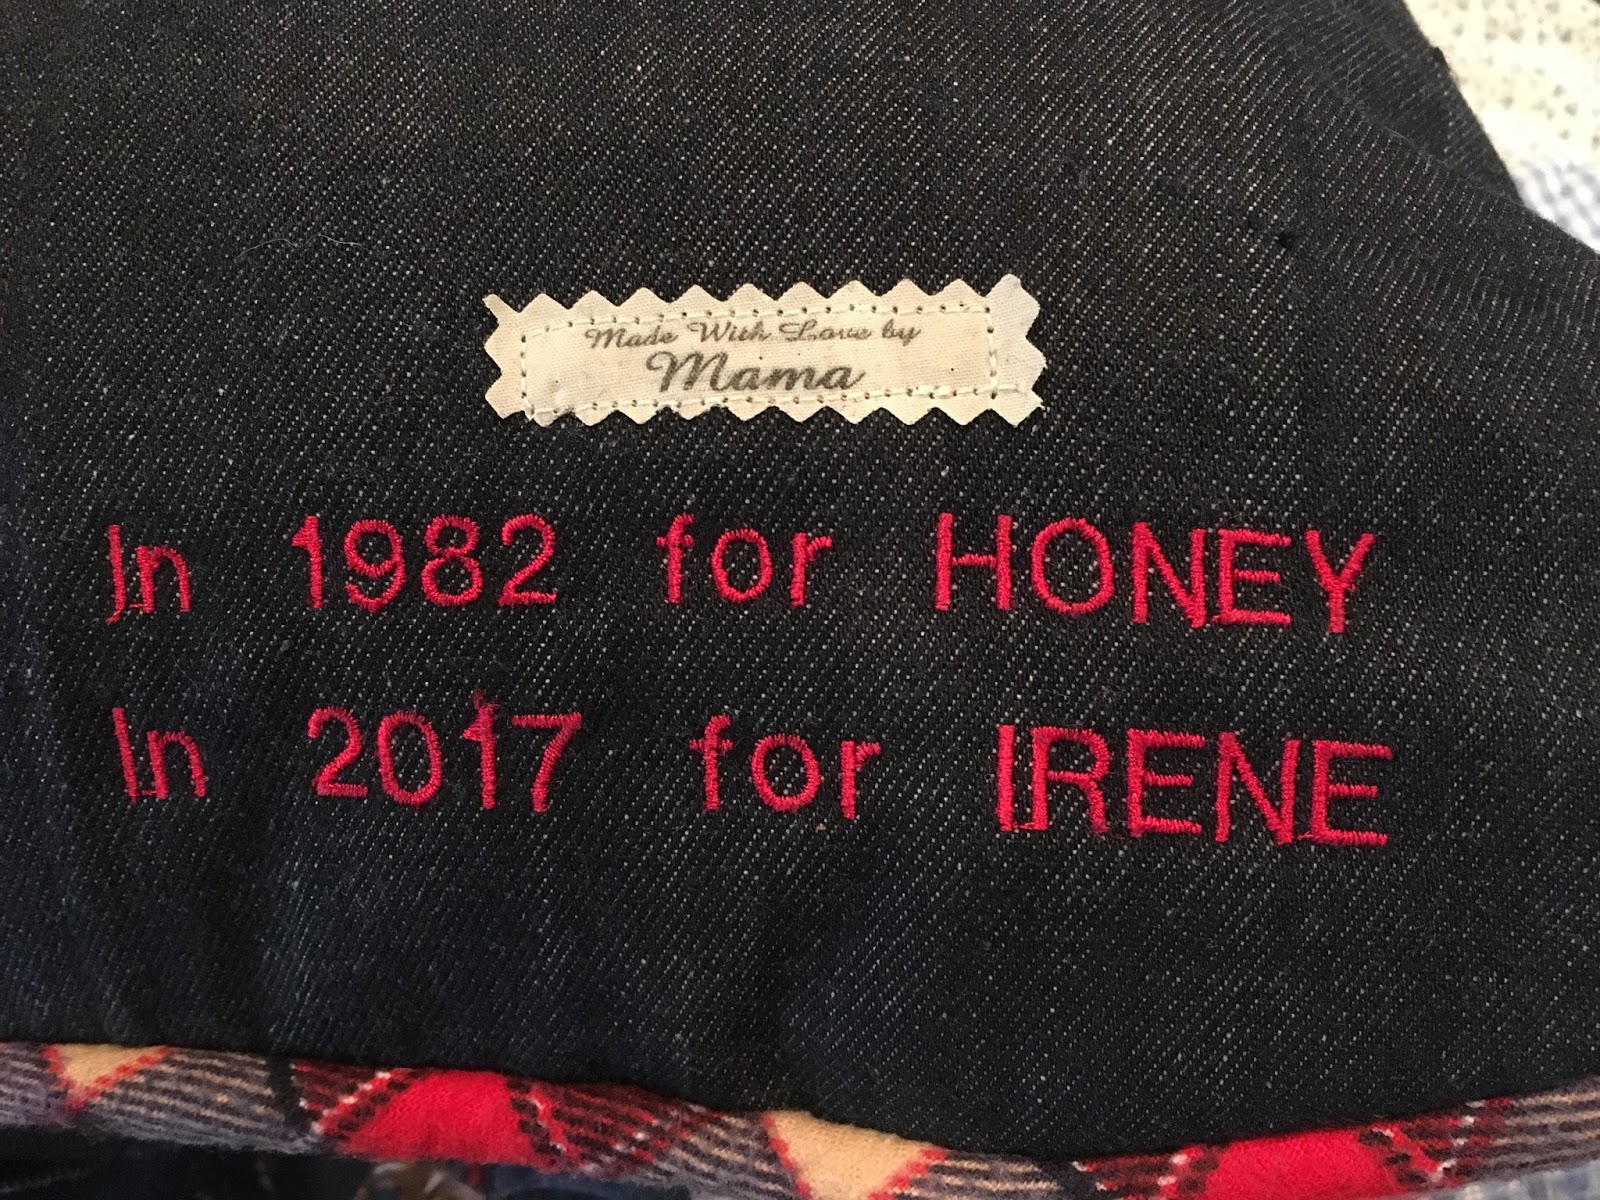 Made With Love by
Mama
In 1982 for HONEY
In 2017 for IRENE